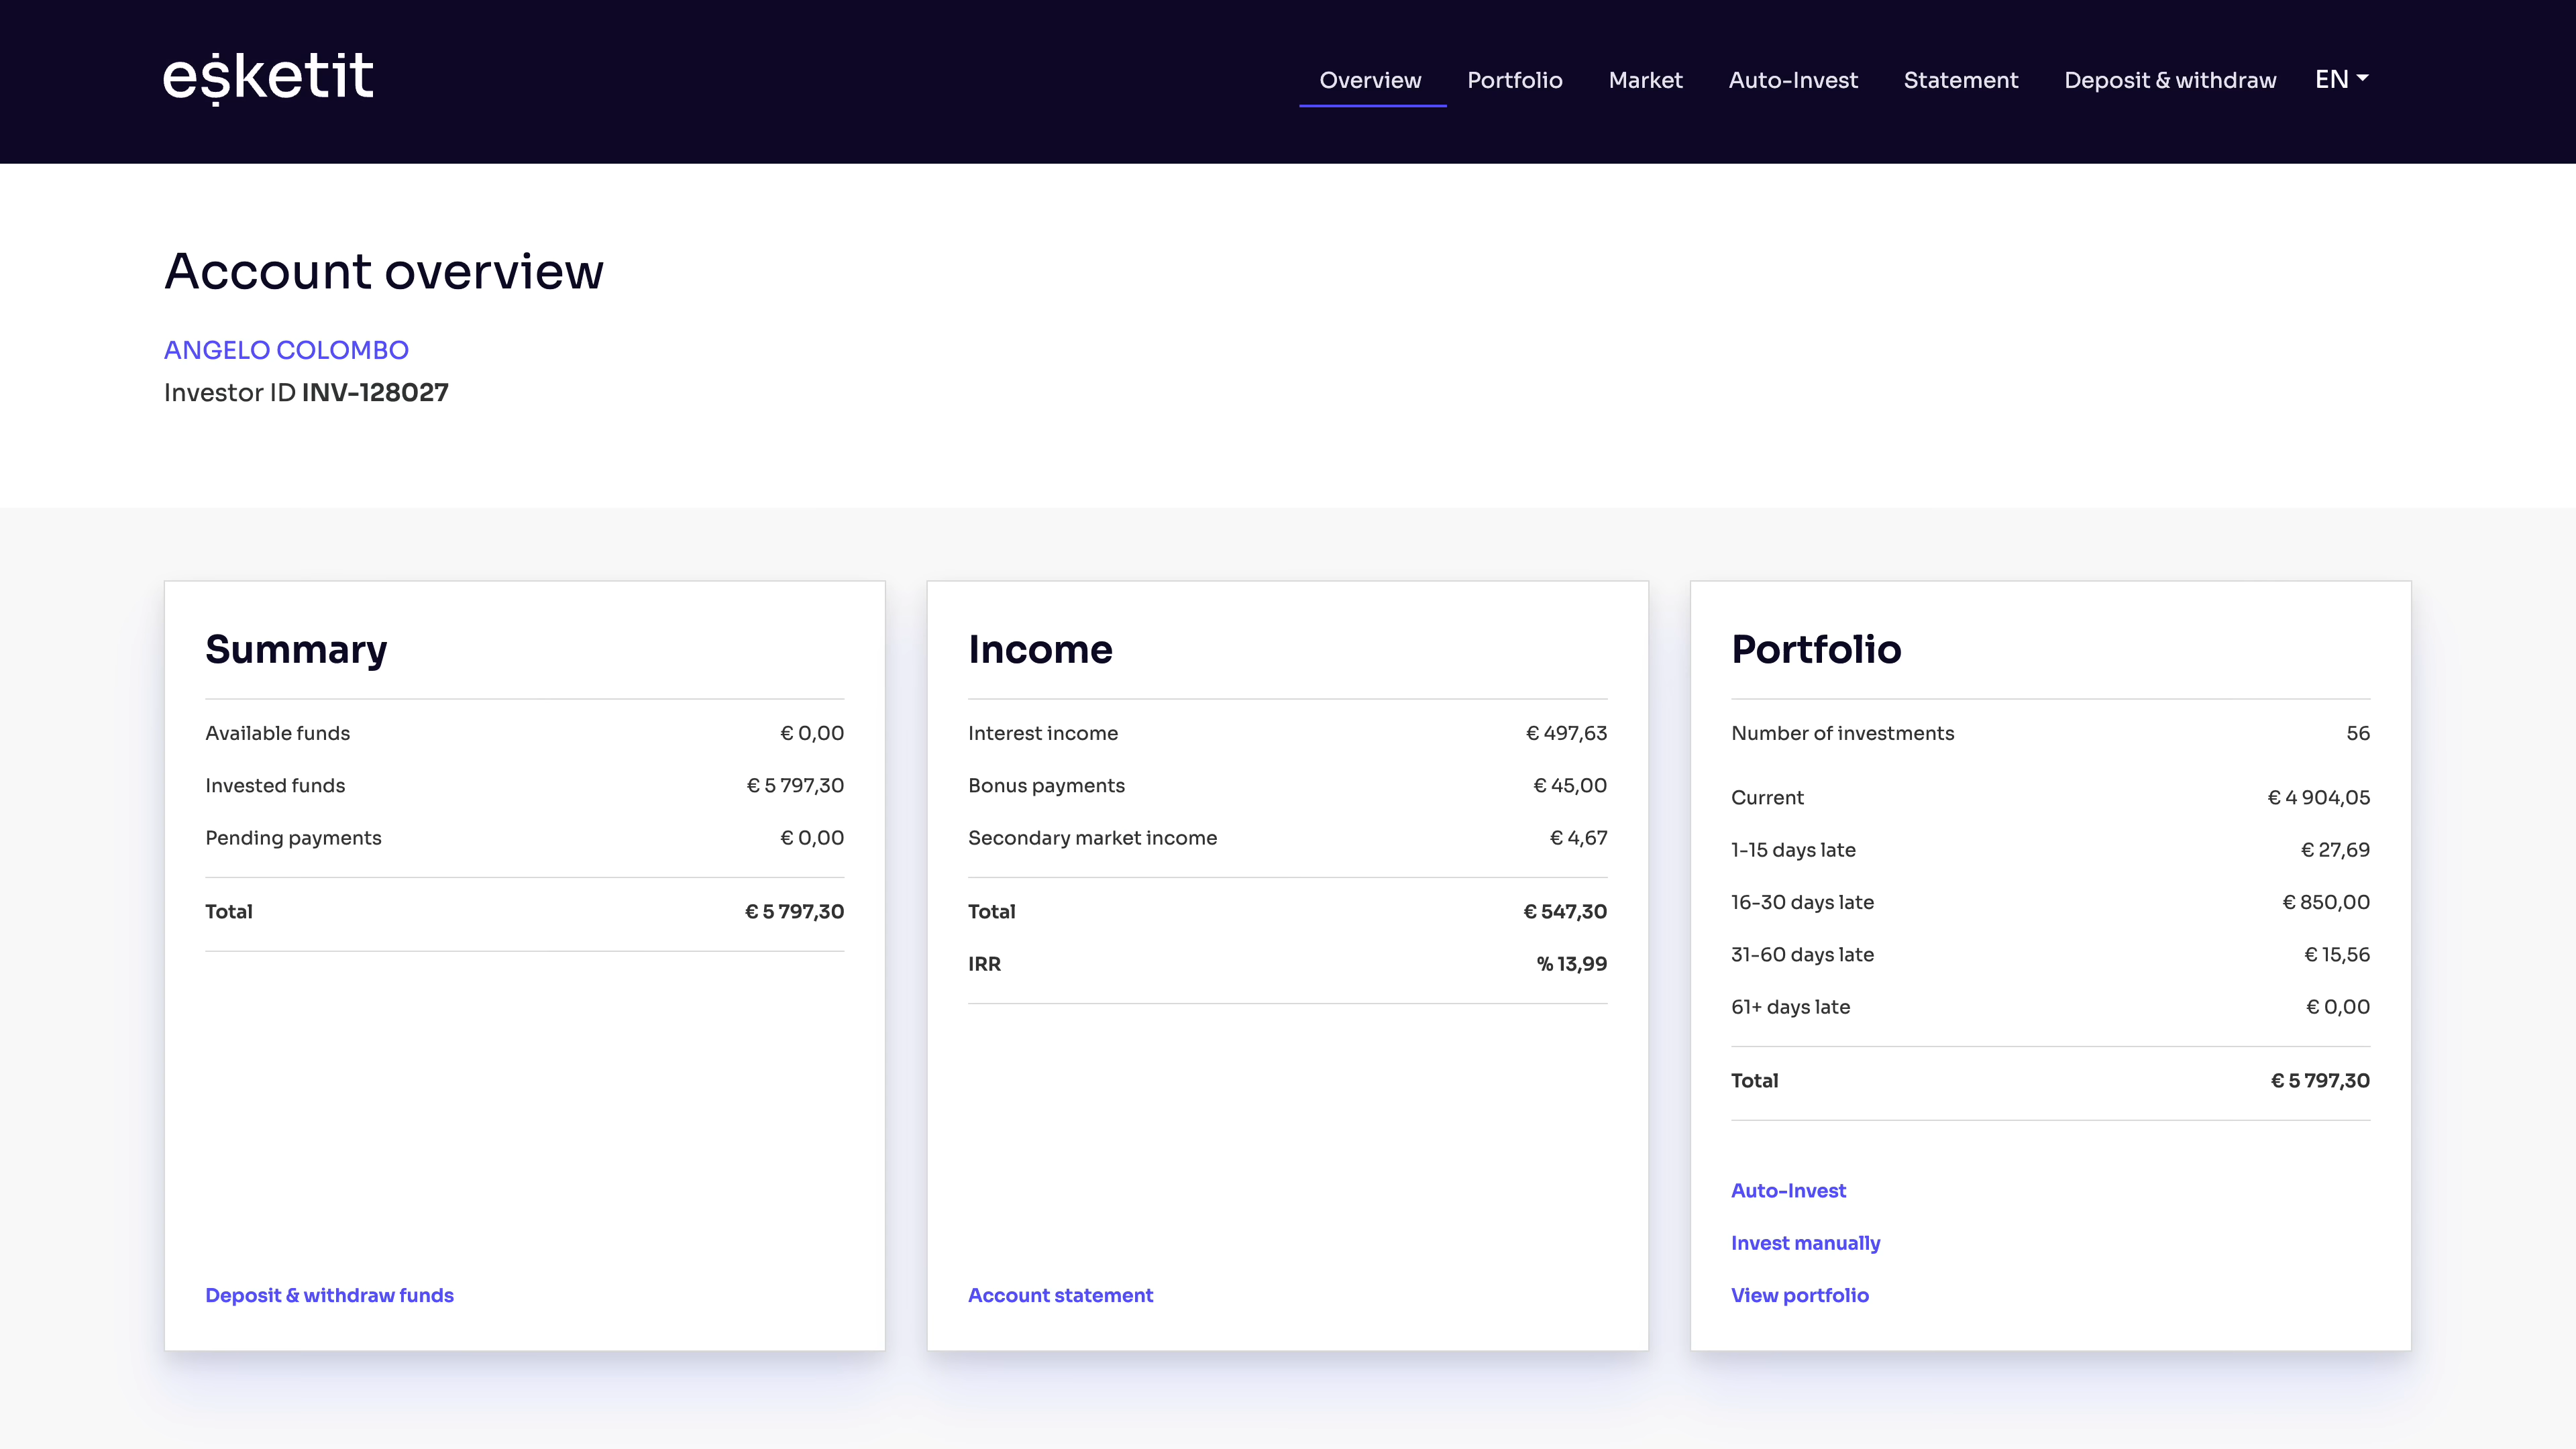 eṩketit
Overview Portfolio Market Auto-Invest Statement Deposit & withdraw EN
Account overview
ANGELO COLOMBO
Investor ID INV-128027
Summary
Available funds € 0,00
Invested funds € 5 797,30
Pending payments € 0,00
Total € 5 797,30
Deposit & withdraw funds
Income
Interest income € 497,63
Bonus payments € 45,00
Secondary market income € 4,67
Total € 547,30
IRR % 13,99
Account statement
Portfolio
Number of investments 56
Current € 4 904,05
1-15 days late € 27,69
16-30 days late € 850,00
31-60 days late € 15,56
61+ days late € 0,00
Total € 5 797,30
Auto-Invest
Invest manually
View portfolio